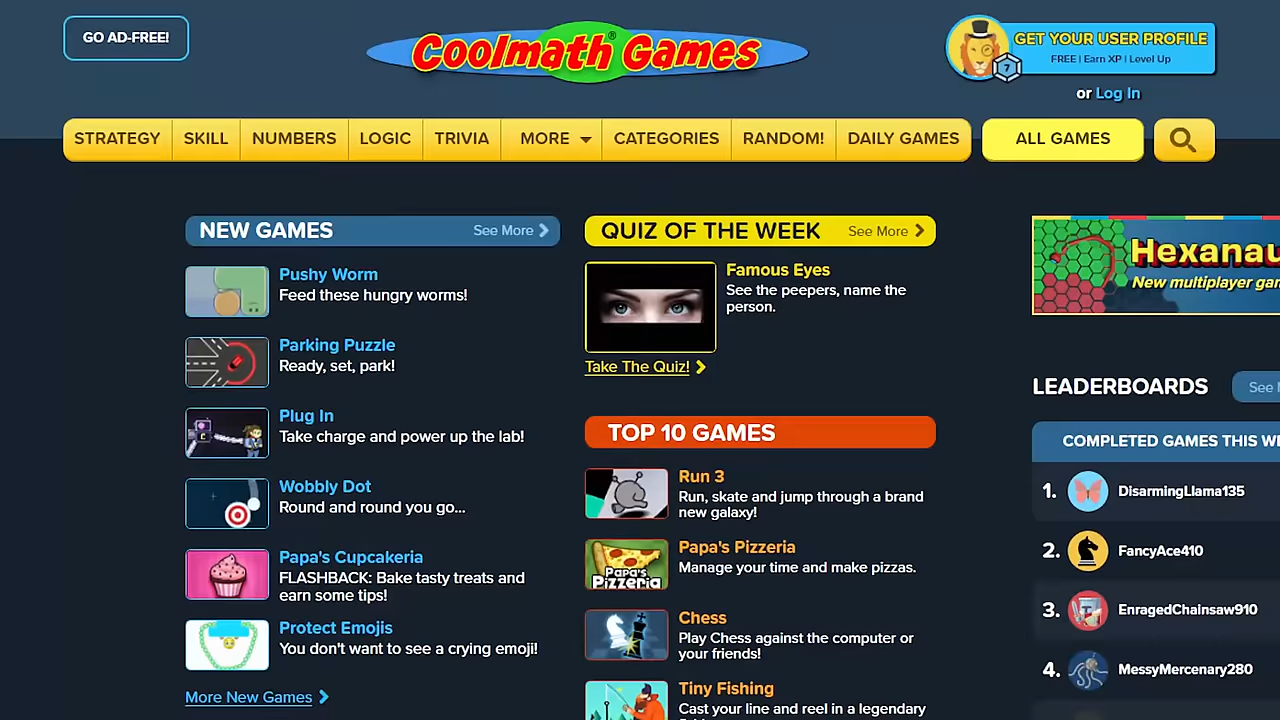 GO AD-FREE!
Coolmath® Games
GET YOUR USER PROFILE
FREE | Earn XP | Level Up
?
or Log In
STRATEGY SKILL NUMBERS LOGIC TRIVIA MORE CATEGORIES RANDOM! DAILY GAMES ALL GAMES
NEW GAMES See More
Pushy Worm
Feed these hungry worms!
Parking Puzzle
Ready, set, park!
Plug In
Take charge and power up the lab!
Wobbly Dot
Round and round you go...
Papa's Cupcakeria
FLASHBACK: Bake tasty treats and
earn some tips!
Protect Emojis
You don't want to see a crying emoji!
More New Games
QUIZ OF THE WEEK See More
Famous Eyes
See the peepers, name the
person.
Take The Quiz!
TOP 10 GAMES
Run 3
Run, skate and jump through a brand
new galaxy!
Papa's Pizzeria
Papa's
Pizzeria
Manage your time and make pizzas.
Chess
Play Chess against the computer or
your friends!
Tiny Fishing
Cast your line and reel in a legendary
Hexanau
New multiplayer gam
LEADERBOARDS See
COMPLETED GAMES THIS WE
1. DisarmingLlama135
2. FancyAce410
3. EnragedChainsaw910
4. MessyMercenary280